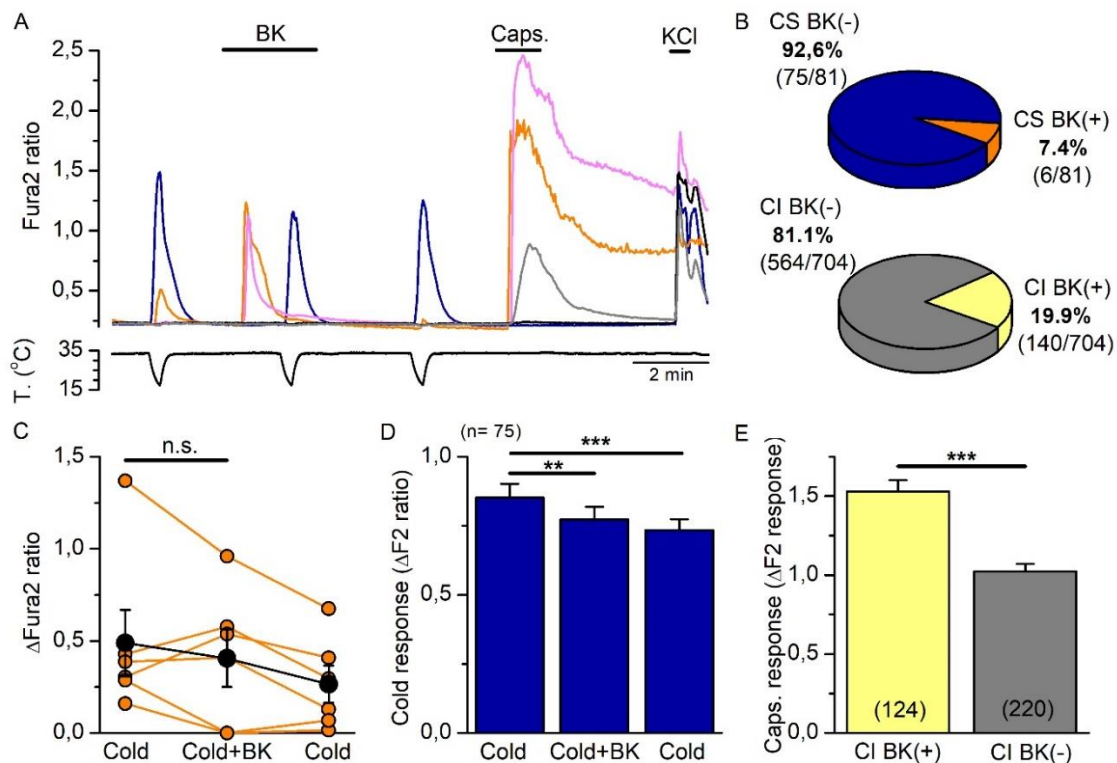 A
BK
Caps.
KCl
Fura2 ratio
2,5
2,0
1,5
1,0
0,5
T. (°C)
35
15
2 min
B
CS BK(-)
92,6%
(75/81)
CS BK(+)
7.4%
(6/81)
CI BK(-)
81.1%
(564/704)
CI BK(+)
19.9%
(140/704)
C
n.s.
ΔFura2 ratio
1,5
1,0
0,5
0,0
Cold
Cold+BK
Cold
D
(n= 75)
***
**
Cold response (ΔF2 ratio)
1,0
0,5
0,0
Cold
Cold+BK
Cold
E
***
Caps. response (ΔF2 response)
1,5
1,0
0,5
0,0
(124)
(220)
CI BK(+)
CI BK(-)